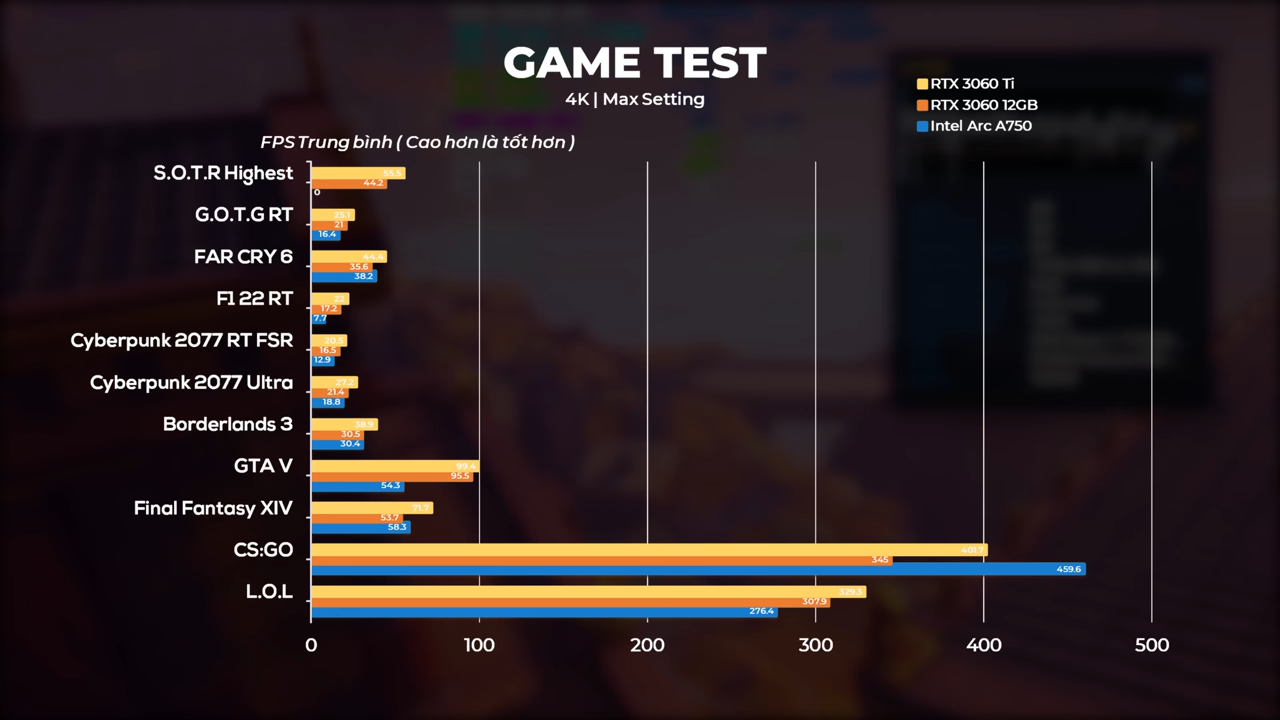 GAME TEST
4K | Max Setting
RTX 3060 Ti
RTX 3060 12GB
Intel Arc A750
FPS Trung bình ( Cao hơn là tốt hơn )
S.O.T.R Highest
55.5
44.2
0
G.O.T.G RT
25.1
21
16.4
FAR CRY 6
44.4
35.6
38.2
F1 22 RT
22
17.2
7.7
Cyberpunk 2077 RT FSR
20.5
16.5
12.9
Cyberpunk 2077 Ultra
27.2
21.4
18.8
Borderlands 3
38.9
30.5
30.4
GTA V
99.4
95.5
54.3
Final Fantasy XIV
71.7
53.7
58.3
CS:GO
401.7
345
459.6
L.O.L
329.3
307.9
276.4
0 100 200 300 400 500